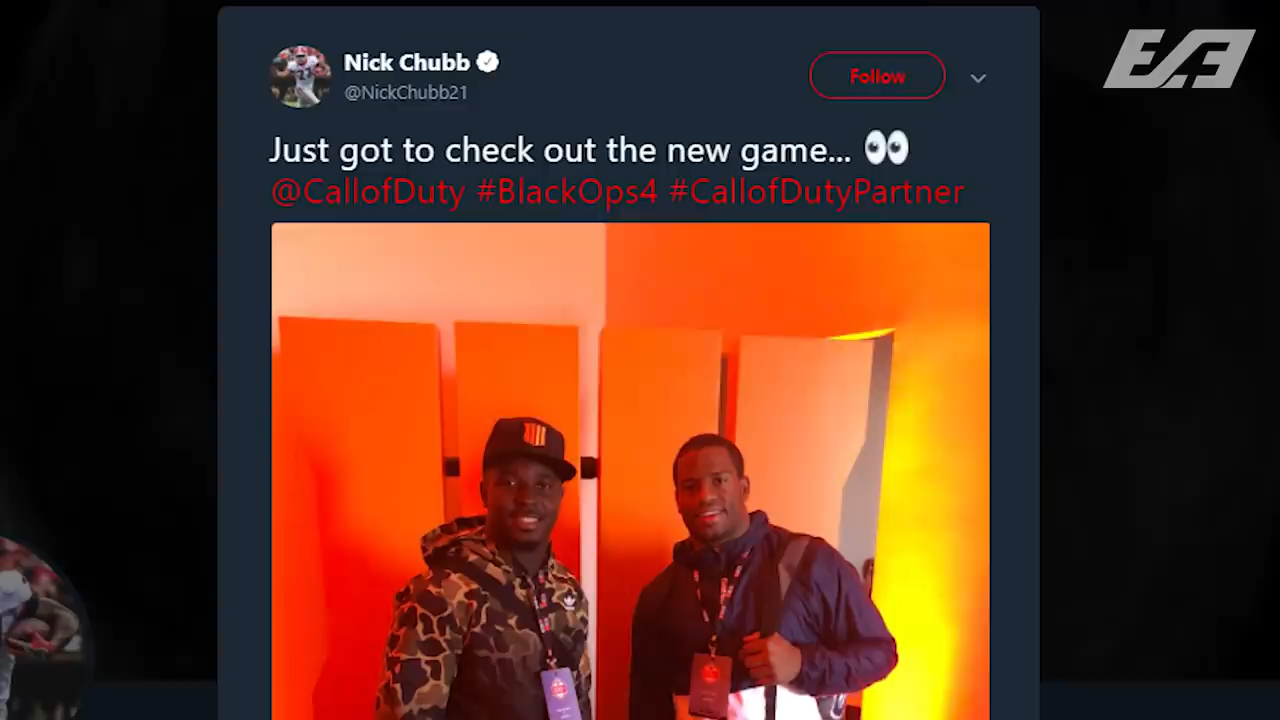 Nick Chubb
@NickChubb21
Follow
Just got to check out the new game... 👀
@CallofDuty #BlackOps4 #CallofDutyPartner